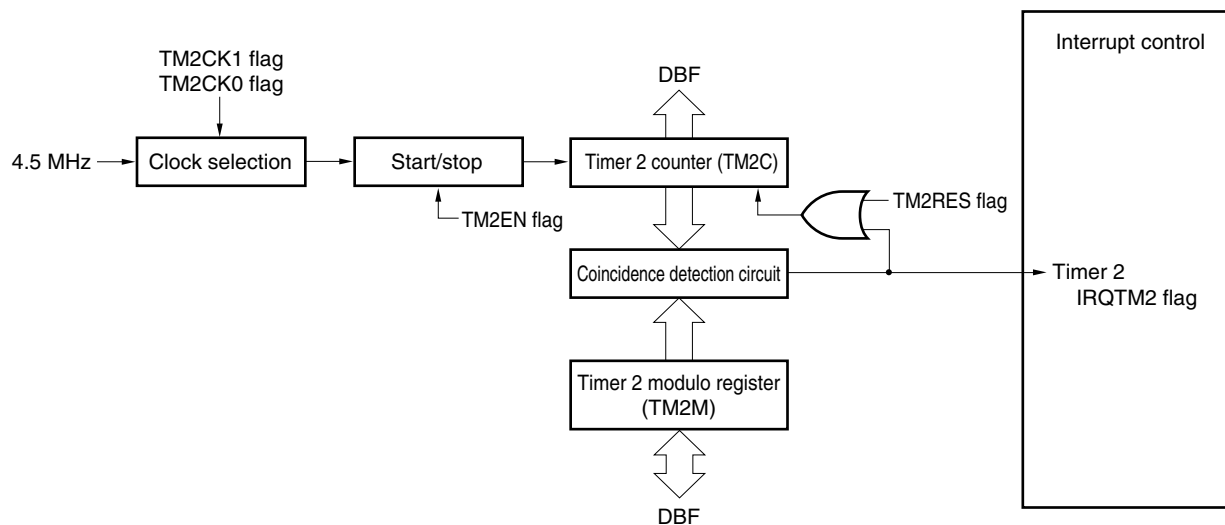 Interrupt control
TM2CK1 flag
TM2CK0 flag
DBF
4.5 MHz
Clock selection
Start/stop
Timer 2 counter (TM2C)
TM2RES flag
TM2EN flag
Coincidence detection circuit
Timer 2
IRQTM2 flag
Timer 2 modulo register
(TM2M)
DBF